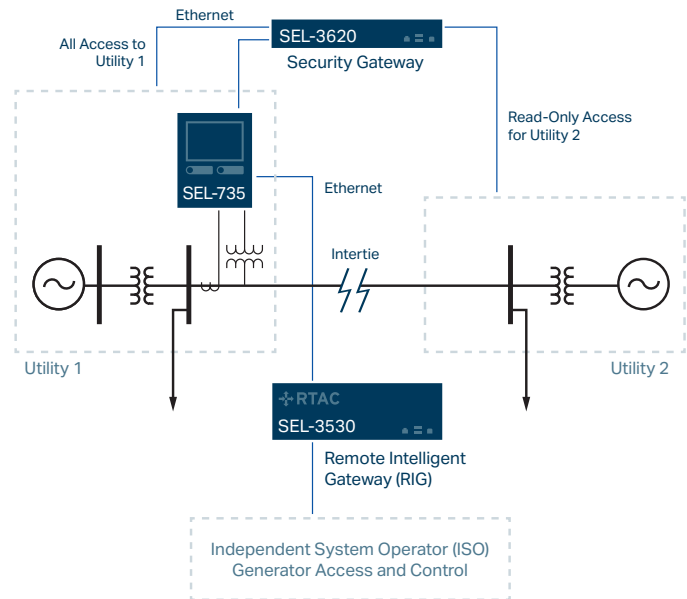 Ethernet
All Access to
Utility 1
SEL-3620
Security Gateway
Read-Only Access
for Utility 2
SEL-735
Ethernet
Intertie
Utility 1
Utility 2
RTAC
SEL-3530
Remote Intelligent
Gateway (RIG)
Independent System Operator (ISO)
Generator Access and Control